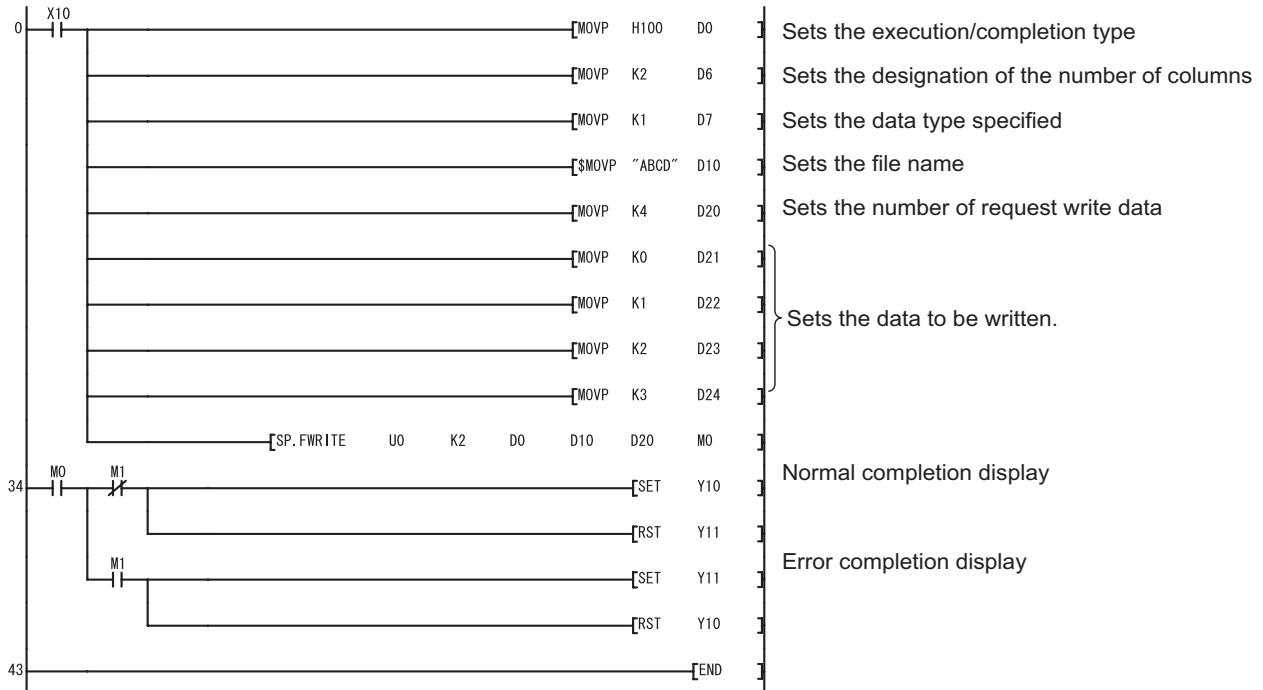 X10
0 [MOVP H100 D0 ] Sets the execution/completion type
[MOVP K2 D6 ] Sets the designation of the number of columns
[MOVP K1 D7 ] Sets the data type specified
[$MOVP "ABCD" D10 ] Sets the file name
[MOVP K4 D20 ] Sets the number of request write data
[MOVP K0 D21 ]
[MOVP K1 D22 ]
Sets the data to be written.
[MOVP K2 D23 ]
[MOVP K3 D24 ]
[SP.FWRITE U0 K2 D0 D10 D20 M0 ]
M0 M1
34 [SET Y10 ] Normal completion display
[RST Y11 ]
M1
[SET Y11 ] Error completion display
[RST Y10 ]
43 [END ]